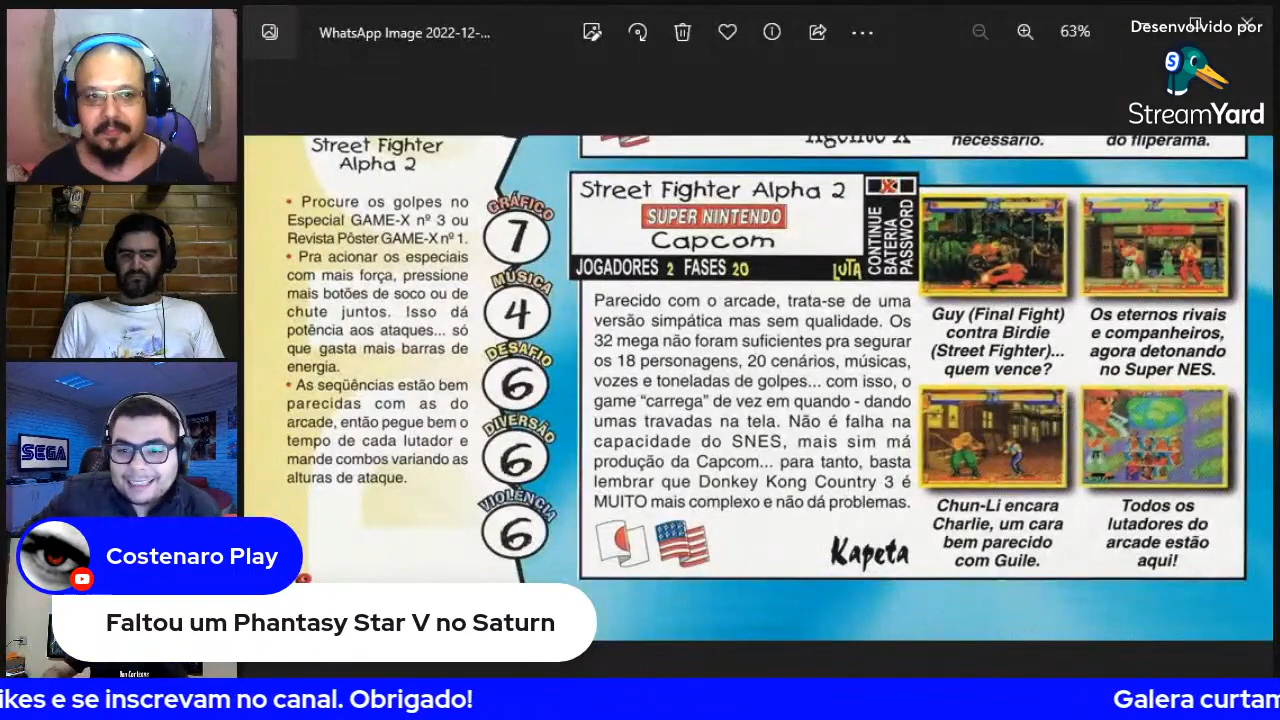 WhatsApp Image 2022-12-...
63%
Desenvolvido por
StreamYard
SEGA
Street Fighter
Alpha 2
• Procure os golpes no
Especial GAME-X nº 3 ou
Revista Pôster GAME-X nº 1.
• Pra acionar os especiais
com mais força, pressione
mais botões de soco ou de
chute juntos. Isso dá
potência aos ataques... só
que gasta mais barras de
energia.
• As seqüências estão bem
parecidas com as do
arcade, então pegue bem o
tempo de cada lutador e
mande combos variando as
alturas de ataque.
GRÁFICO
7
MÚSICA
4
DESAFIO
6
DIVERSÃO
6
VIOLÊNCIA
6
Agente X
necessário.
do fliperama.
Street Fighter Alpha 2
SUPER NINTENDO
Capcom
JOGADORES 2 FASES 20
LUTA
CONTINUE
BATERIA
PASSWORD
Parecido com o arcade, trata-se de uma
versão simpática mas sem qualidade. Os
32 mega não foram suficientes pra segurar
os 18 personagens, 20 cenários, músicas,
vozes e toneladas de golpes... com isso, o
game “carrega” de vez em quando - dando
umas travadas na tela. Não é falha na
capacidade do SNES, mais sim má
produção da Capcom... para tanto, basta
lembrar que Donkey Kong Country 3 é
MUITO mais complexo e não dá problemas.
Kapeta
Guy (Final Fight)
contra Birdie
(Street Fighter)...
quem vence?
Os eternos rivais
e companheiros,
agora detonando
no Super NES.
Chun-Li encara
Charlie, um cara
bem parecido
com Guile.
Todos os
lutadores do
arcade estão
aqui!
Costenaro Play
Faltou um Phantasy Star V no Saturn
ikes e se inscrevam no canal. Obrigado!
Galera curtam